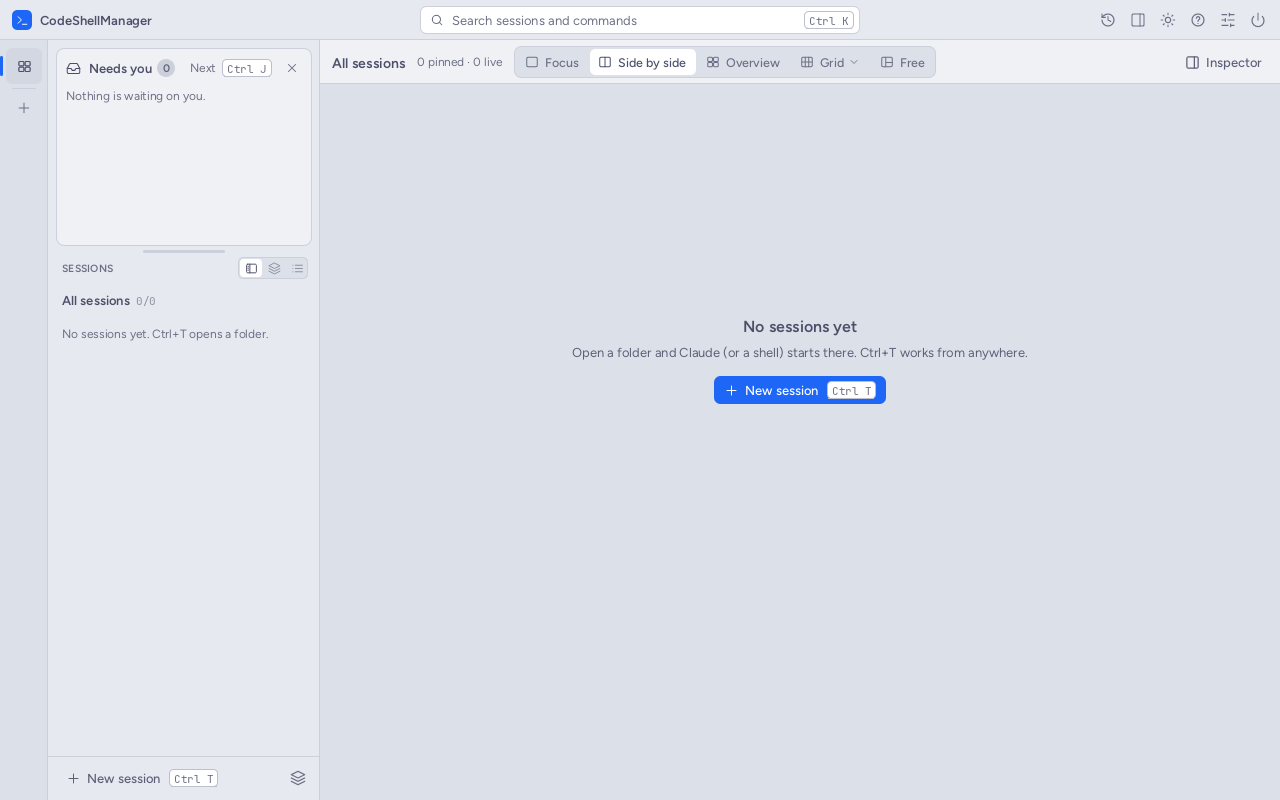 CodeShellManager
Search sessions and commands
Ctrl K
Needs you 0 Next Ctrl J
Nothing is waiting on you.
SESSIONS
All sessions 0/0
No sessions yet. Ctrl+T opens a folder.
New session Ctrl T
All sessions 0 pinned · 0 live Focus Side by side Overview Grid Free Inspector
No sessions yet
Open a folder and Claude (or a shell) starts there. Ctrl+T works from anywhere.
New session Ctrl T